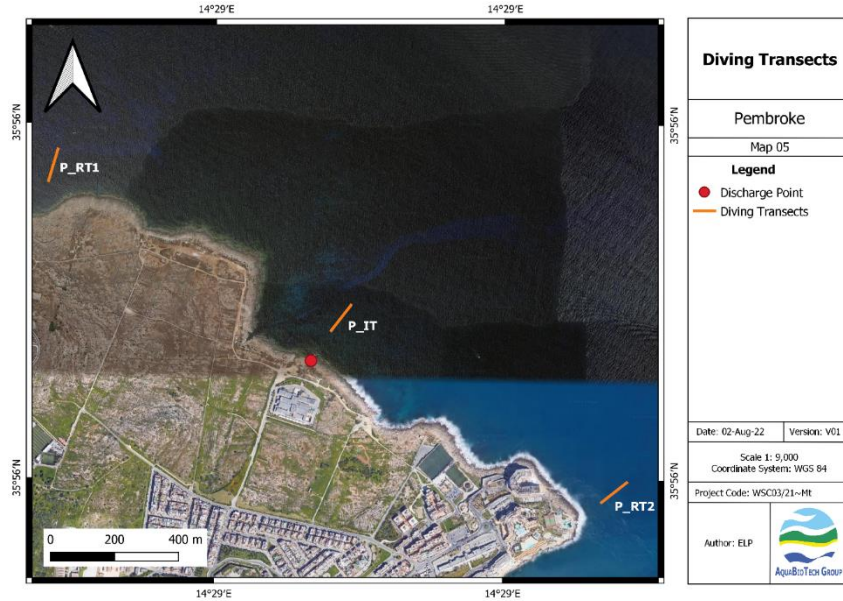 14°29'E
14°29'E
35°56'N
35°56'N
35°56'N
35°56'N
P_RT1
P_IT
P_RT2
0 200 400 m
14°29'E
14°29'E
Diving Transects
Pembroke
Map 05
Legend
Discharge Point
Diving Transects
Date: 02-Aug-22 Version: V01
Scale 1: 9,000
Coordinate System: WGS 84
Project Code: WSC03/21~Mt
Author: ELP
AQUABIOTECH GROUP